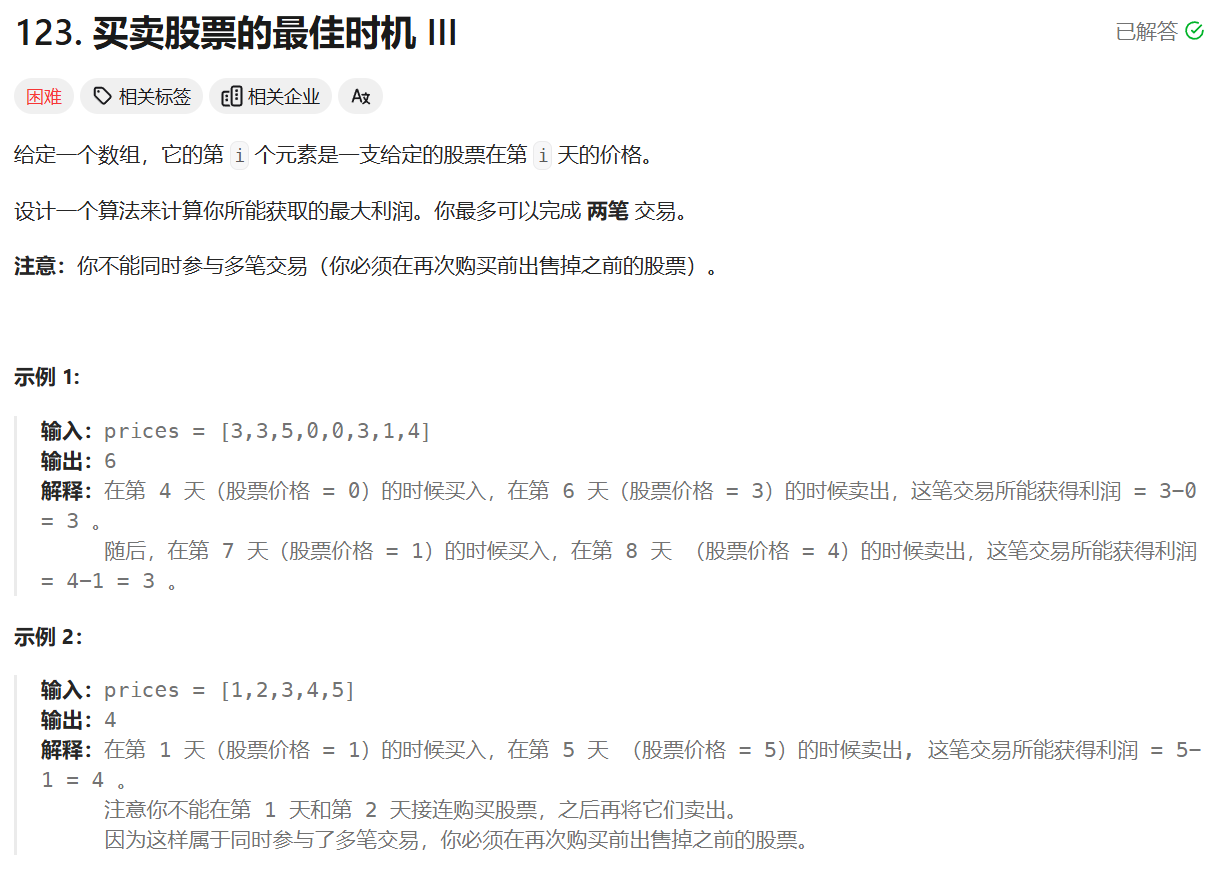 123. 买卖股票的最佳时机 III
已解答
困难 相关标签 相关企业
给定一个数组，它的第 i 个元素是一支给定的股票在第 i 天的价格。
设计一个算法来计算你所能获取的最大利润。你最多可以完成 两笔 交易。
注意：你不能同时参与多笔交易（你必须在再次购买前出售掉之前的股票）。
示例 1:
输入：prices = [3,3,5,0,0,3,1,4]
输出：6
解释：在第 4 天（股票价格 = 0）的时候买入，在第 6 天（股票价格 = 3）的时候卖出，这笔交易所能获得利润 = 3-0
= 3 。
随后，在第 7 天（股票价格 = 1）的时候买入，在第 8 天 （股票价格 = 4）的时候卖出，这笔交易所能获得利润
= 4-1 = 3 。
示例 2：
输入：prices = [1,2,3,4,5]
输出：4
解释：在第 1 天（股票价格 = 1）的时候买入，在第 5 天 （股票价格 = 5）的时候卖出, 这笔交易所能获得利润 = 5-
1 = 4 。
注意你不能在第 1 天和第 2 天接连购买股票，之后再将它们卖出。
因为这样属于同时参与了多笔交易，你必须在再次购买前出售掉之前的股票。